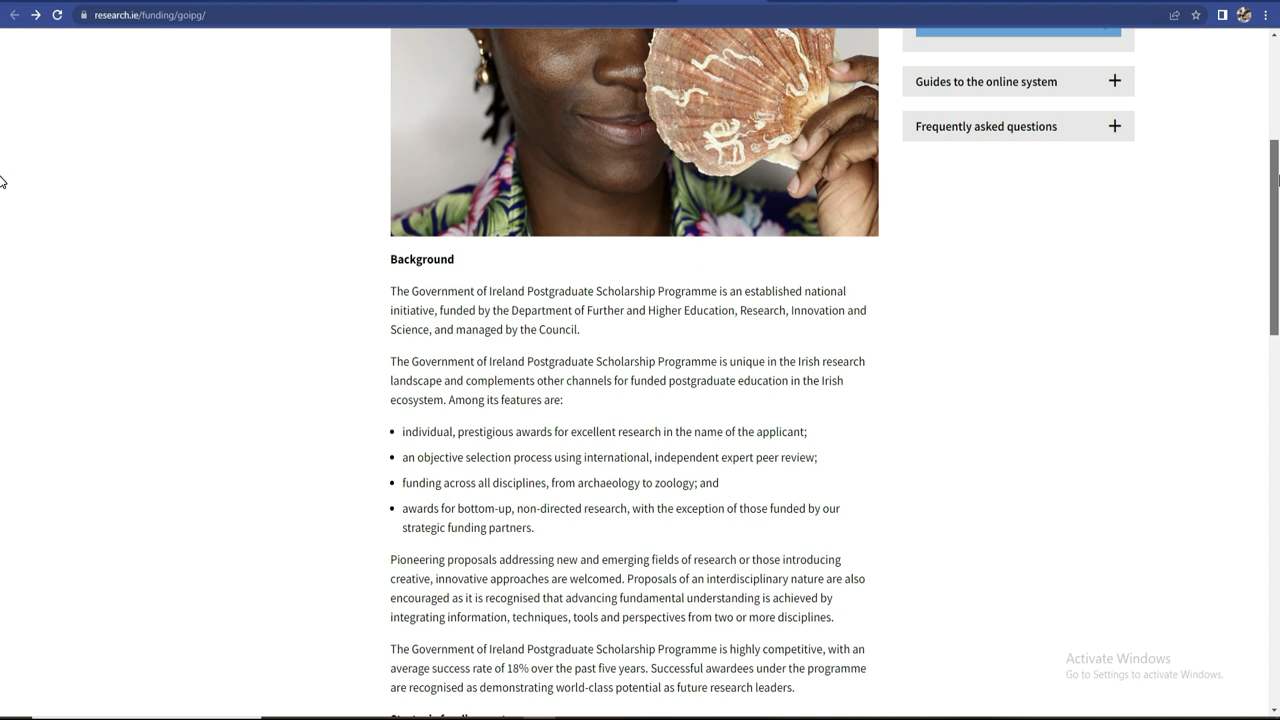 research.ie/funding/goipg/
Guides to the online system
Frequently asked questions
Background
The Government of Ireland Postgraduate Scholarship Programme is an established national
initiative, funded by the Department of Further and Higher Education, Research, Innovation and
Science, and managed by the Council.
The Government of Ireland Postgraduate Scholarship Programme is unique in the Irish research
landscape and complements other channels for funded postgraduate education in the Irish
ecosystem. Among its features are:
• individual, prestigious awards for excellent research in the name of the applicant;
• an objective selection process using international, independent expert peer review;
• funding across all disciplines, from archaeology to zoology; and
• awards for bottom-up, non-directed research, with the exception of those funded by our
strategic funding partners.
Pioneering proposals addressing new and emerging fields of research or those introducing
creative, innovative approaches are welcomed. Proposals of an interdisciplinary nature are also
encouraged as it is recognised that advancing fundamental understanding is achieved by
integrating information, techniques, tools and perspectives from two or more disciplines.
The Government of Ireland Postgraduate Scholarship Programme is highly competitive, with an
average success rate of 18% over the past five years. Successful awardees under the programme
are recognised as demonstrating world-class potential as future research leaders.
Activate Windows
Go to Settings to activate Windows.